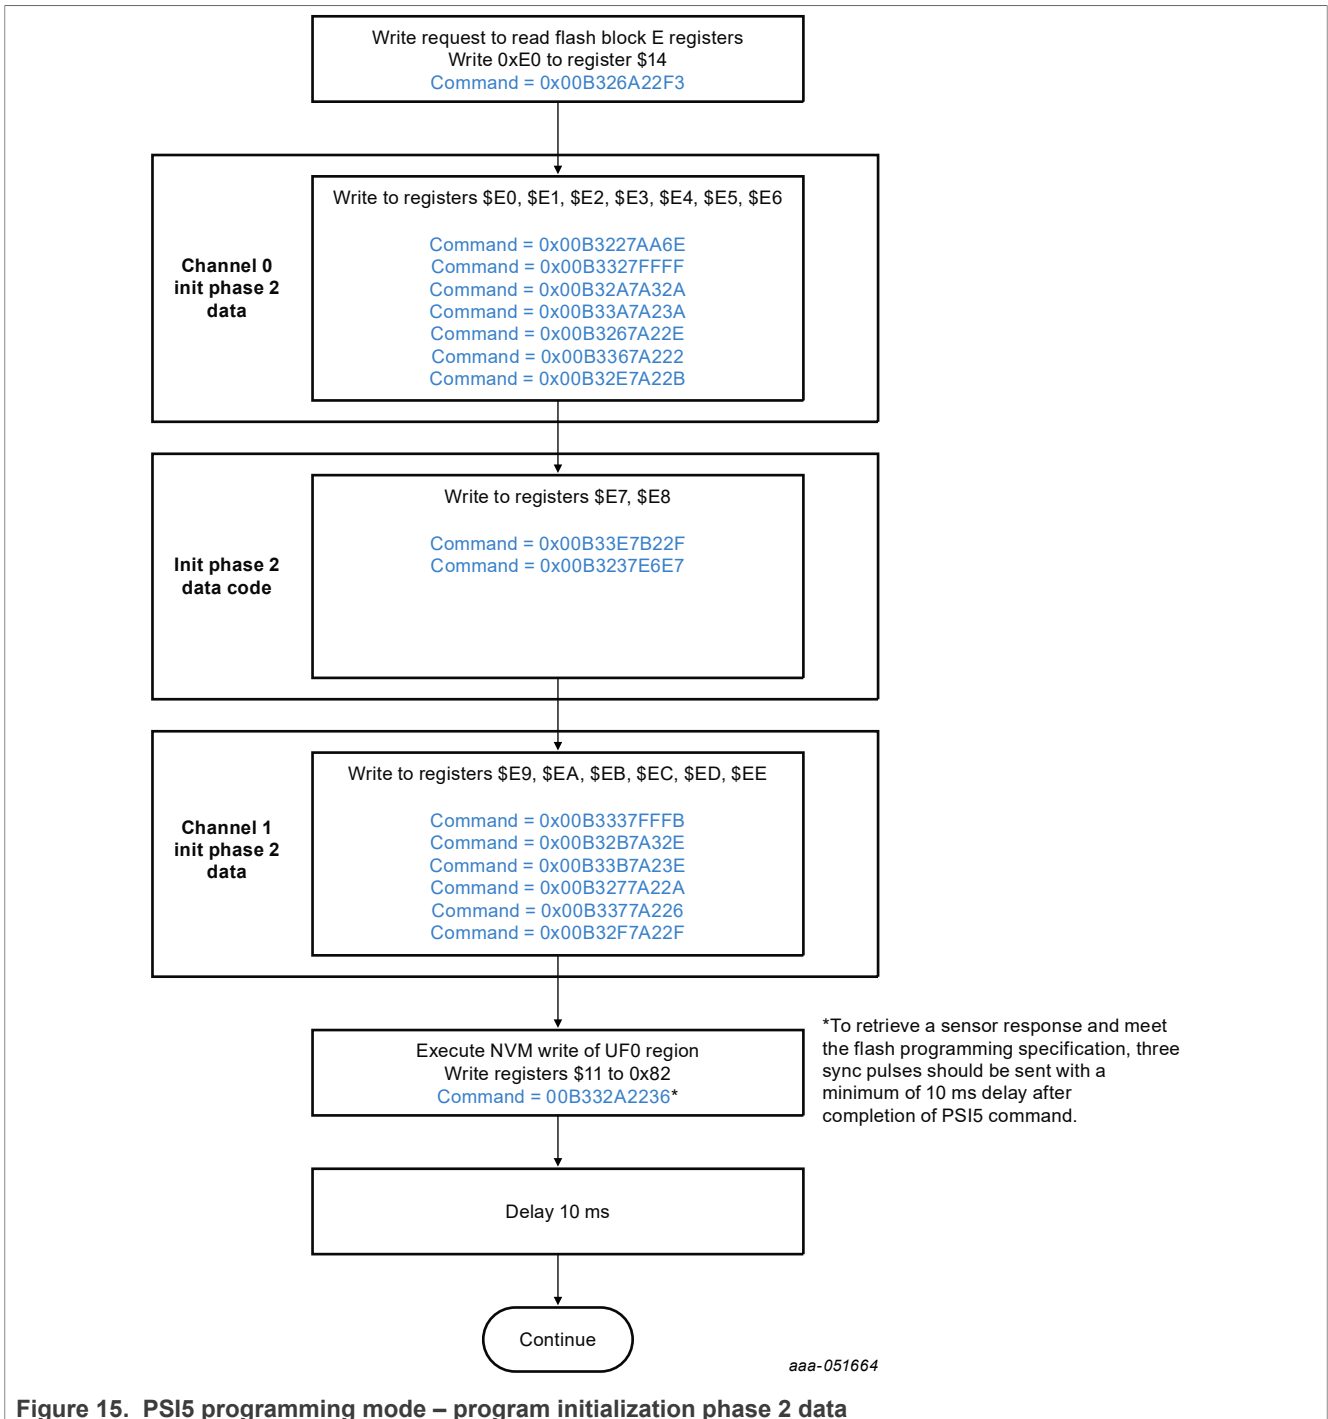 Write request to read flash block E registers
Write 0xE0 to register $14
Command = 0x00B326A22F3
Channel 0
init phase 2
data
Write to registers $E0, $E1, $E2, $E3, $E4, $E5, $E6
Command = 0x00B3227AA6E
Command = 0x00B3327FFFF
Command = 0x00B32A7A32A
Command = 0x00B33A7A23A
Command = 0x00B3267A22E
Command = 0x00B3367A222
Command = 0x00B32E7A22B
Init phase 2
data code
Write to registers $E7, $E8
Command = 0x00B33E7B22F
Command = 0x00B3237E6E7
Channel 1
init phase 2
data
Write to registers $E9, $EA, $EB, $EC, $ED, $EE
Command = 0x00B3337FFFB
Command = 0x00B32B7A32E
Command = 0x00B33B7A23E
Command = 0x00B3277A22A
Command = 0x00B3377A226
Command = 0x00B32F7A22F
Execute NVM write of UF0 region
Write registers $11 to 0x82
Command = 00B332A2236*
*To retrieve a sensor response and meet
the flash programming specification, three
sync pulses should be sent with a
minimum of 10 ms delay after
completion of PSI5 command.
Delay 10 ms
Continue
aaa-051664
Figure 15. PSI5 programming mode – program initialization phase 2 data